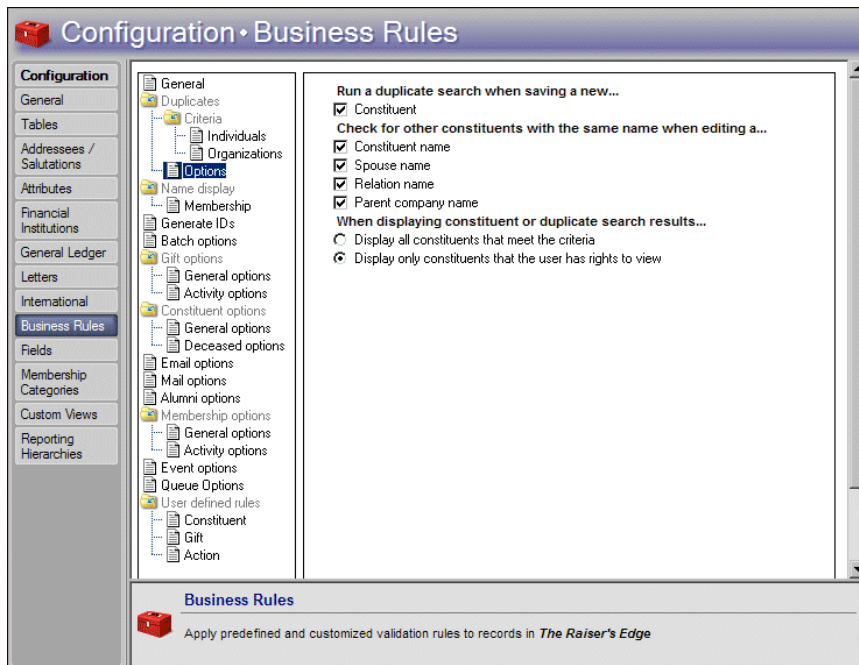 Configuration • Business Rules
Configuration
General
Tables
Addressees /
Salutations
Attributes
Financial
Institutions
General Ledger
Letters
International
Business Rules
Fields
Membership
Categories
Custom Views
Reporting
Hierarchies
General
Duplicates
Criteria
Individuals
Organizations
Options
Name display
Membership
Generate IDs
Batch options
Gift options
General options
Activity options
Constituent options
General options
Deceased options
Email options
Mail options
Alumni options
Membership options
General options
Activity options
Event options
Queue Options
User defined rules
Constituent
Gift
Action
Run a duplicate search when saving a new...
Constituent
Check for other constituents with the same name when editing a...
Constituent name
Spouse name
Relation name
Parent company name
When displaying constituent or duplicate search results...
Display all constituents that meet the criteria
Display only constituents that the user has rights to view
Business Rules
Apply predefined and customized validation rules to records in The Raiser's Edge